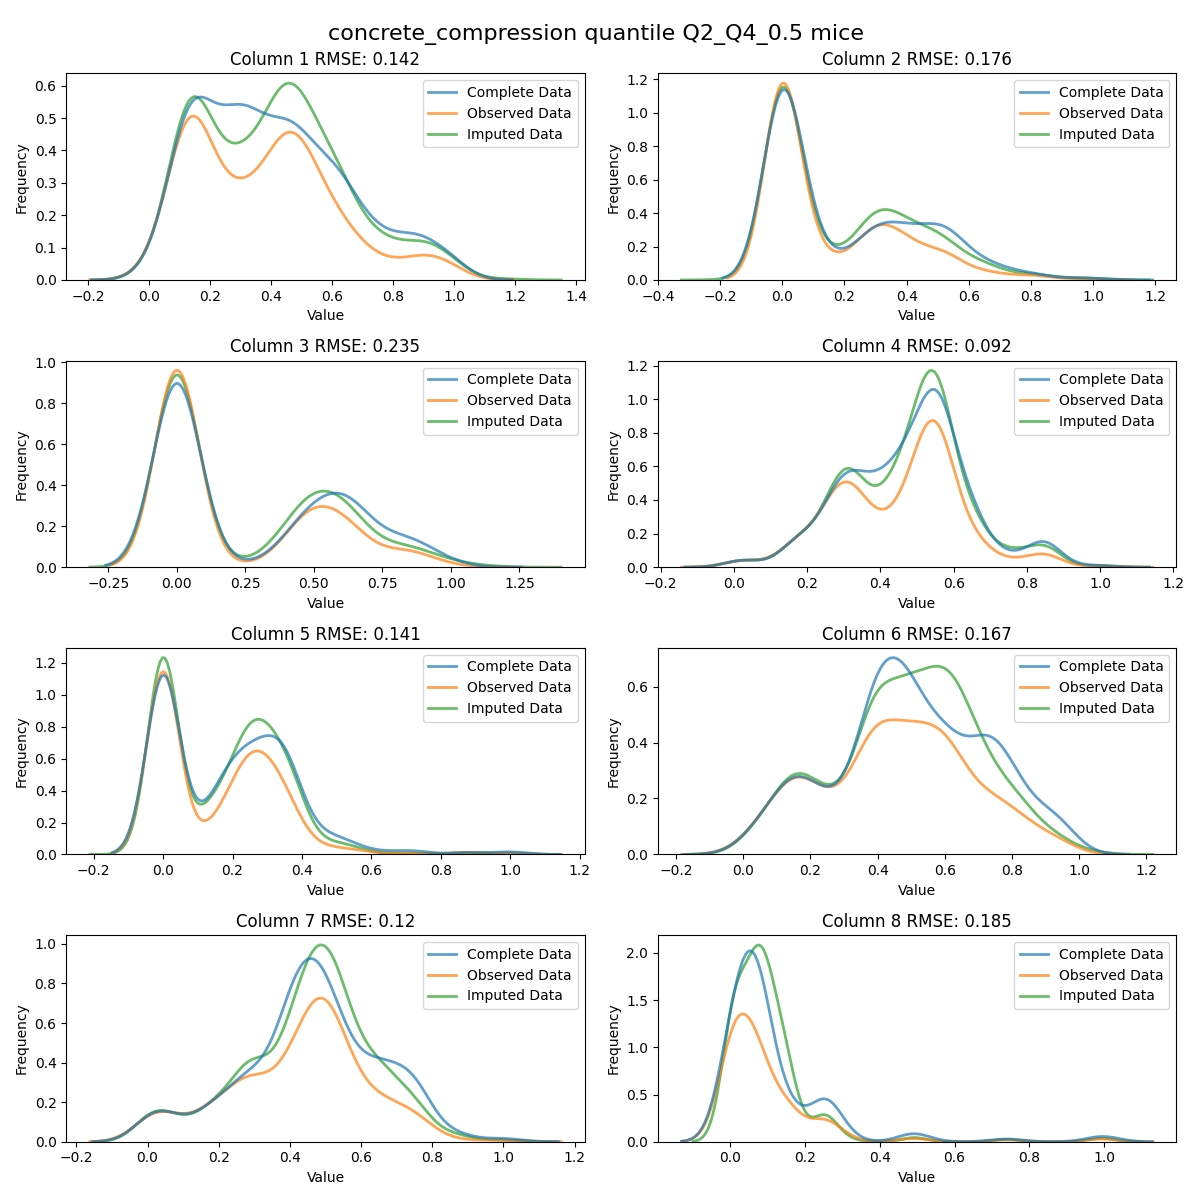 concrete_compression quantile Q2_Q4_0.5 mice
Column 1 RMSE: 0.142
Frequency
0.6
0.5
0.4
0.3
0.2
0.1
0.0
Complete Data
Observed Data
Imputed Data
−0.2 0.0 0.2 0.4 0.6 0.8 1.0 1.2 1.4
Value
Column 2 RMSE: 0.176
Frequency
1.2
1.0
0.8
0.6
0.4
0.2
0.0
Complete Data
Observed Data
Imputed Data
−0.4 −0.2 0.0 0.2 0.4 0.6 0.8 1.0 1.2
Value
Column 3 RMSE: 0.235
Frequency
1.0
0.8
0.6
0.4
0.2
0.0
Complete Data
Observed Data
Imputed Data
−0.25 0.00 0.25 0.50 0.75 1.00 1.25
Value
Column 4 RMSE: 0.092
Frequency
1.2
1.0
0.8
0.6
0.4
0.2
0.0
Complete Data
Observed Data
Imputed Data
−0.2 0.0 0.2 0.4 0.6 0.8 1.0 1.2
Value
Column 5 RMSE: 0.141
Frequency
1.2
1.0
0.8
0.6
0.4
0.2
0.0
Complete Data
Observed Data
Imputed Data
−0.2 0.0 0.2 0.4 0.6 0.8 1.0 1.2
Value
Column 6 RMSE: 0.167
Frequency
0.6
0.4
0.2
0.0
Complete Data
Observed Data
Imputed Data
−0.2 0.0 0.2 0.4 0.6 0.8 1.0 1.2
Value
Column 7 RMSE: 0.12
Frequency
1.0
0.8
0.6
0.4
0.2
0.0
Complete Data
Observed Data
Imputed Data
−0.2 0.0 0.2 0.4 0.6 0.8 1.0 1.2
Value
Column 8 RMSE: 0.185
Frequency
2.0
1.5
1.0
0.5
0.0
Complete Data
Observed Data
Imputed Data
0.0 0.2 0.4 0.6 0.8 1.0
Value